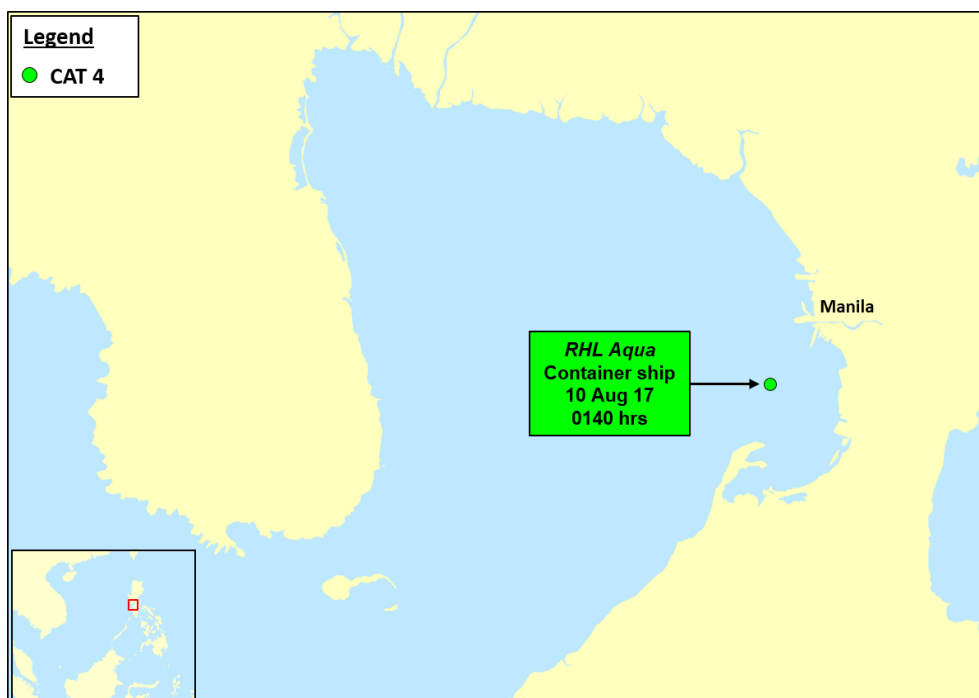 Legend
CAT 4
Manila
RHL Aqua
Container ship
10 Aug 17
0140 hrs